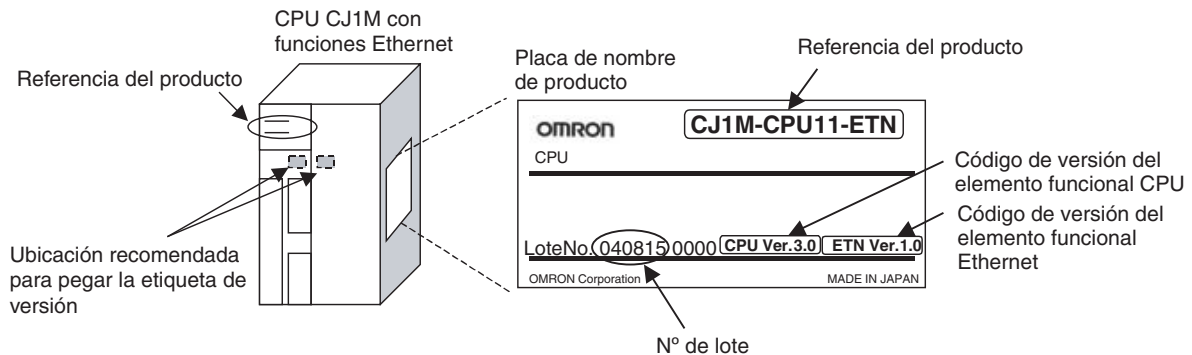 CPU CJ1M con
funciones Ethernet
Referencia del producto
Ubicación recomendada
para pegar la etiqueta de
versión
Placa de nombre
de producto
Referencia del producto
OMRON
CJ1M-CPU11-ETN
CPU
LoteNo. 040815 0000 CPU Ver.3.0 ETN Ver.1.0
OMRON Corporation MADE IN JAPAN
Código de versión del
elemento funcional CPU
Código de versión del
elemento funcional
Ethernet
Nº de lote